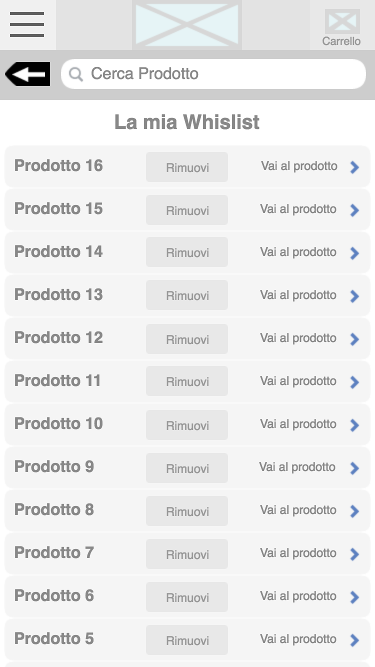 Carrello
Cerca Prodotto
La mia Whislist
Prodotto 16 Rimuovi Vai al prodotto
Prodotto 15 Rimuovi Vai al prodotto
Prodotto 14 Rimuovi Vai al prodotto
Prodotto 13 Rimuovi Vai al prodotto
Prodotto 12 Rimuovi Vai al prodotto
Prodotto 11 Rimuovi Vai al prodotto
Prodotto 10 Rimuovi Vai al prodotto
Prodotto 9 Rimuovi Vai al prodotto
Prodotto 8 Rimuovi Vai al prodotto
Prodotto 7 Rimuovi Vai al prodotto
Prodotto 6 Rimuovi Vai al prodotto
Prodotto 5 Rimuovi Vai al prodotto